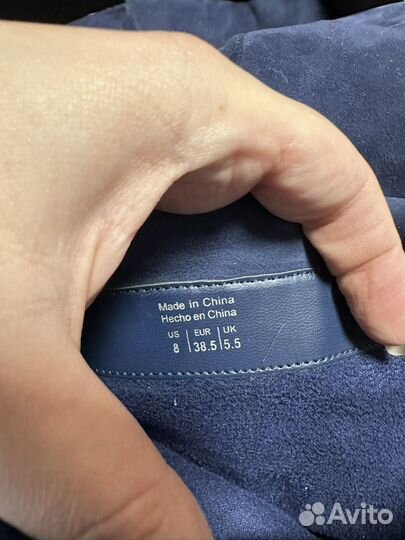 Made in China
Hecho en China
US EUR UK
8 38.5 5.5
Avito